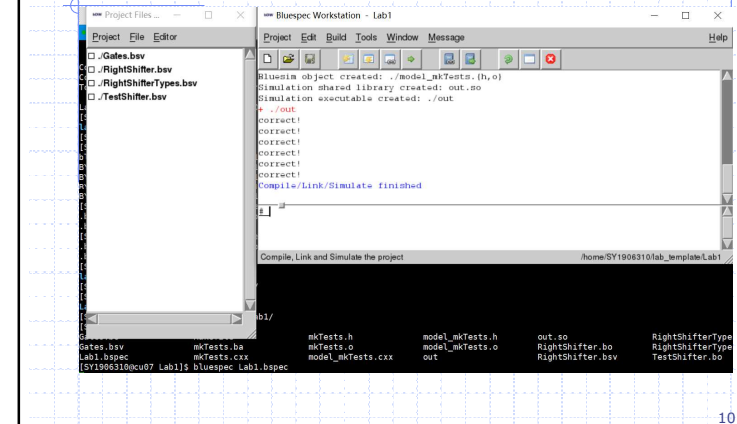 Project Files ...
Project File Editor
./Gates.bsv
./RightShifter.bsv
./RightShifterTypes.bsv
./TestShifter.bsv
Bluespec Workstation - Lab1
Project Edit Build Tools Window Message Help
Bluesim object created: ./model_mkTests.{h,o}
Simulation shared library created: out.so
Simulation executable created: ./out
+ ./out
correct!
correct!
correct!
correct!
correct!
correct!
Compile/Link/Simulate finished
#
Compile, Link and Simulate the project /home/SY1906310/lab_template/Lab1
ab1/
mkTests.h model_mkTests.h out.so RightShifterType
Gates.bsv mkTests.ba mkTests.o model_mkTests.o RightShifter.bo RightShifterType
Lab1.bspec mkTests.cxx model_mkTests.cxx out RightShifter.bsv TestShifter.bo
[SY1906310@cu07 Lab1]$ bluespec Lab1.bspec
10